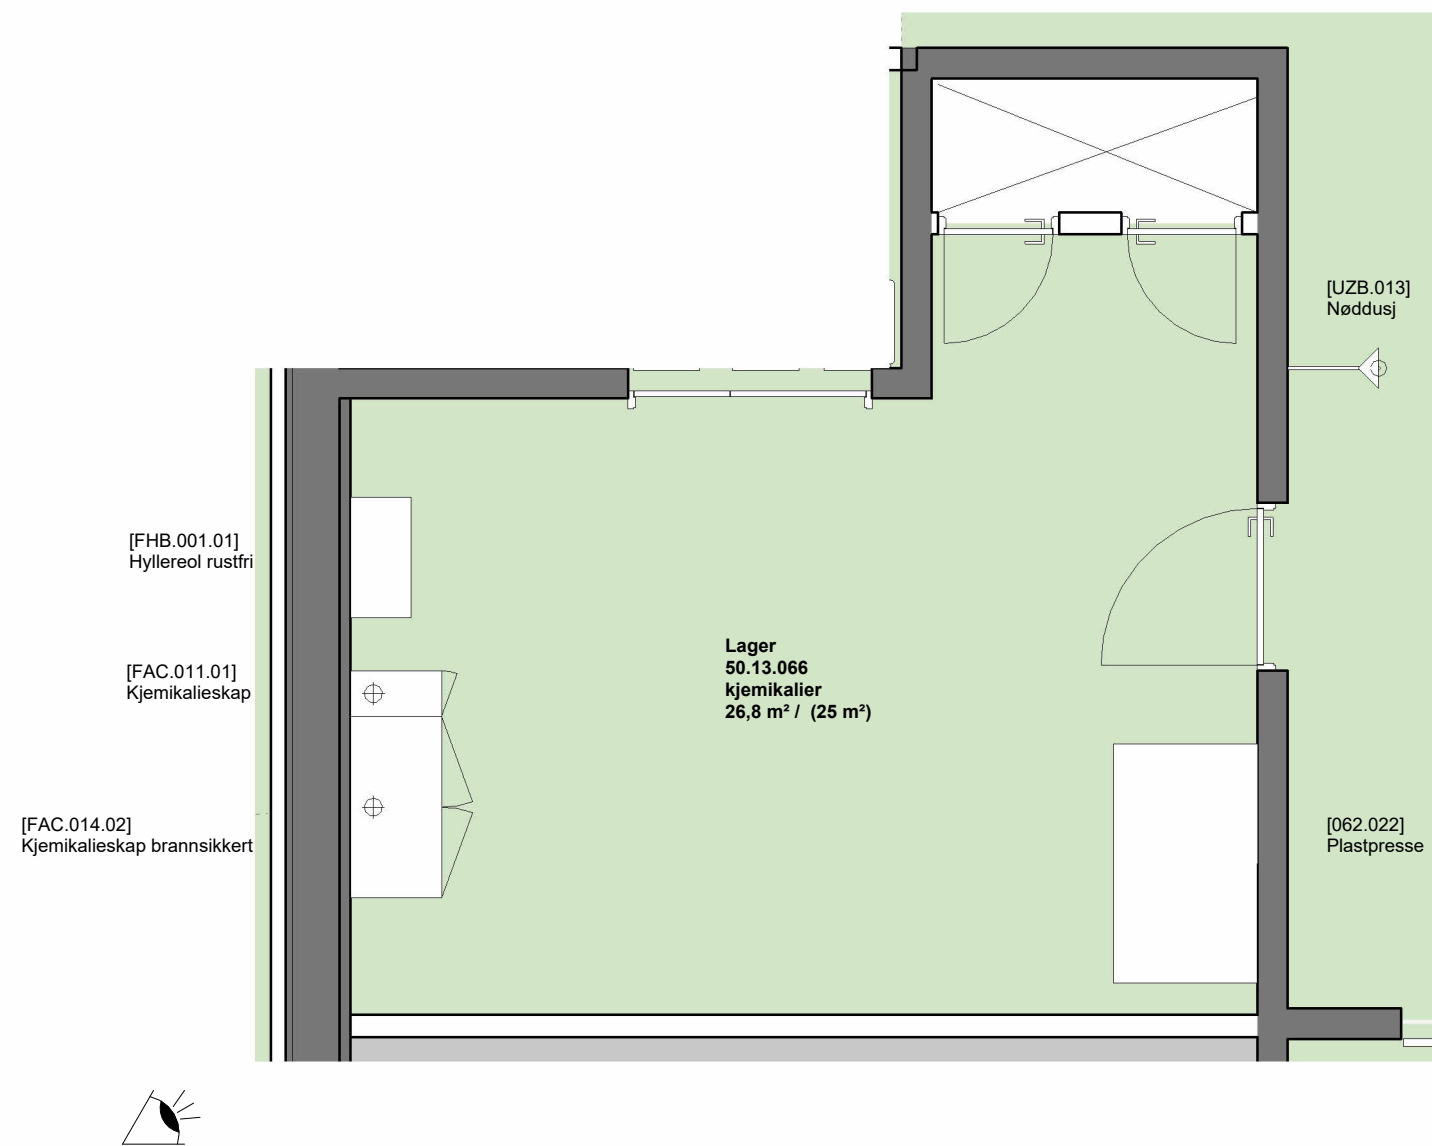 [UZB.013]
Nøddusj
[FHB.001.01]
Hyllereol rustfri
Lager
50.13.066
kjemikalier
26,8 m² / (25 m²)
[FAC.011.01]
Kjemikalieskap
[FAC.014.02]
Kjemikalieskap brannsikkert
[062.022]
Plastpresse